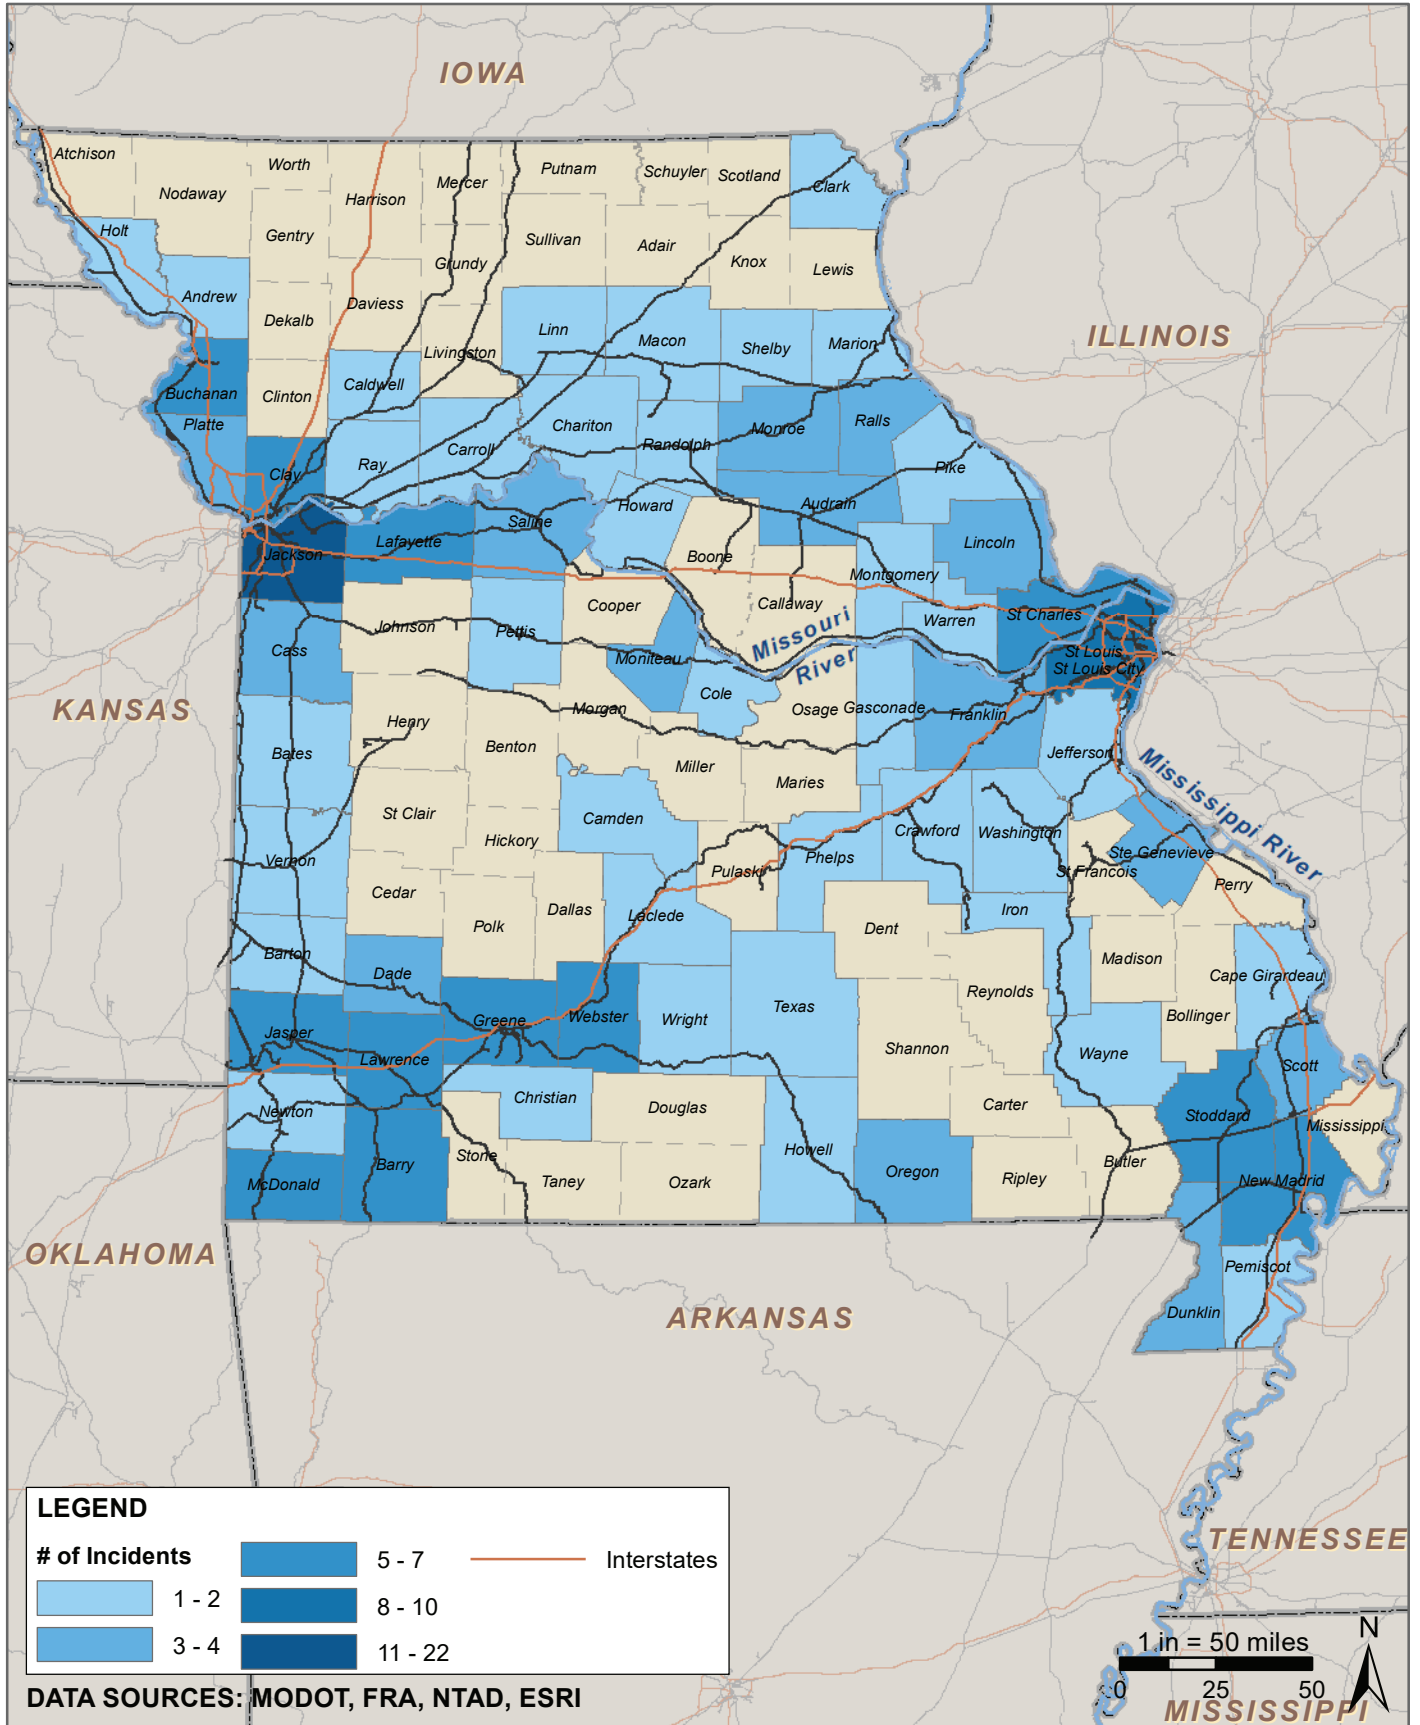 IOWA
Atchison
Worth
Putnam
Schuyler
Scotland
Mercer
Clark
Nodaway
Harrison
Holt
Gentry
Sullivan
Adair
Grundy
Knox
Lewis
Andrew
Daviess
Dekalb
Linn
Macon
Shelby
Marion
ILLINOIS
Livingston
Caldwell
Buchanan
Clinton
Platte
Chariton
Monroe
Ralls
Randolph
Carroll
Ray
Clay
Pike
Howard
Audrain
Saline
Lafayette
Lincoln
Jackson
Boone
Montgomery
Cooper
Callaway
St Charles
Warren
Johnson
Pettis
Missouri
River
Cass
Moniteau
St Louis
St Louis City
Cole
KANSAS
Morgan
Osage
Gasconade
Franklin
Henry
Benton
Bates
Jefferson
Miller
Maries
Mississippi River
St Clair
Camden
Hickory
Crawford
Washington
Vernon
Phelps
Ste Genevieve
Pulaski
St Francois
Perry
Cedar
Dallas
Laclede
Iron
Polk
Dent
Barton
Madison
Dade
Cape Girardeau
Reynolds
Texas
Webster
Wright
Greene
Bollinger
Jasper
Shannon
Wayne
Lawrence
Scott
Christian
Carter
Newton
Douglas
Stoddard
Mississippi
Howell
Stone
Barry
Butler
Oregon
Ripley
New Madrid
McDonald
Taney
Ozark
OKLAHOMA
Pemiscot
ARKANSAS
Dunklin
LEGEND
# of Incidents
1 - 2
3 - 4
5 - 7
8 - 10
11 - 22
Interstates
TENNESSEE
N
1 in = 50 miles
0 25 50
DATA SOURCES: MODOT, FRA, NTAD, ESRI
MISSISSIPPI